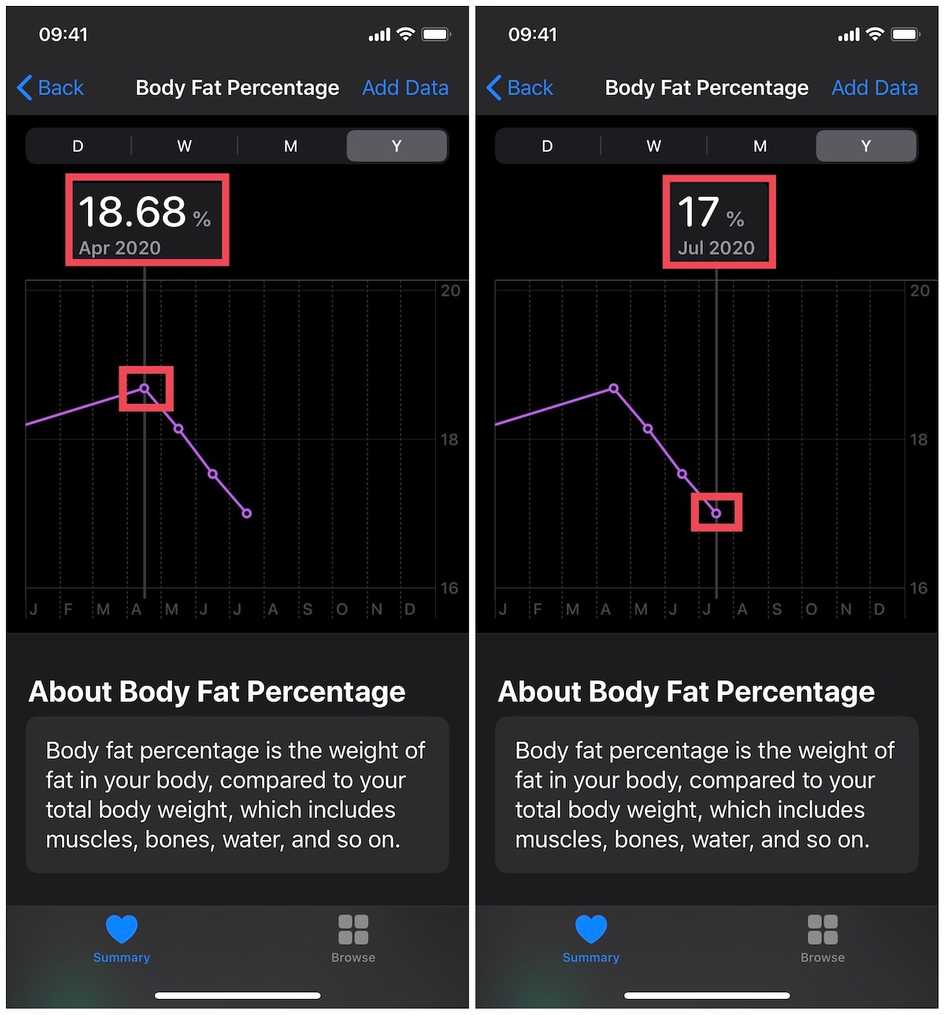 09:41
Back Body Fat Percentage Add Data
D W M Y
18.68 %
Apr 2020
20
18
16
J F M A M J J A S O N D
About Body Fat Percentage
Body fat percentage is the weight of
fat in your body, compared to your
total body weight, which includes
muscles, bones, water, and so on.
Summary Browse
09:41
Back Body Fat Percentage Add Data
D W M Y
17 %
Jul 2020
20
18
16
J F M A M J J A S O N D
About Body Fat Percentage
Body fat percentage is the weight of
fat in your body, compared to your
total body weight, which includes
muscles, bones, water, and so on.
Summary Browse